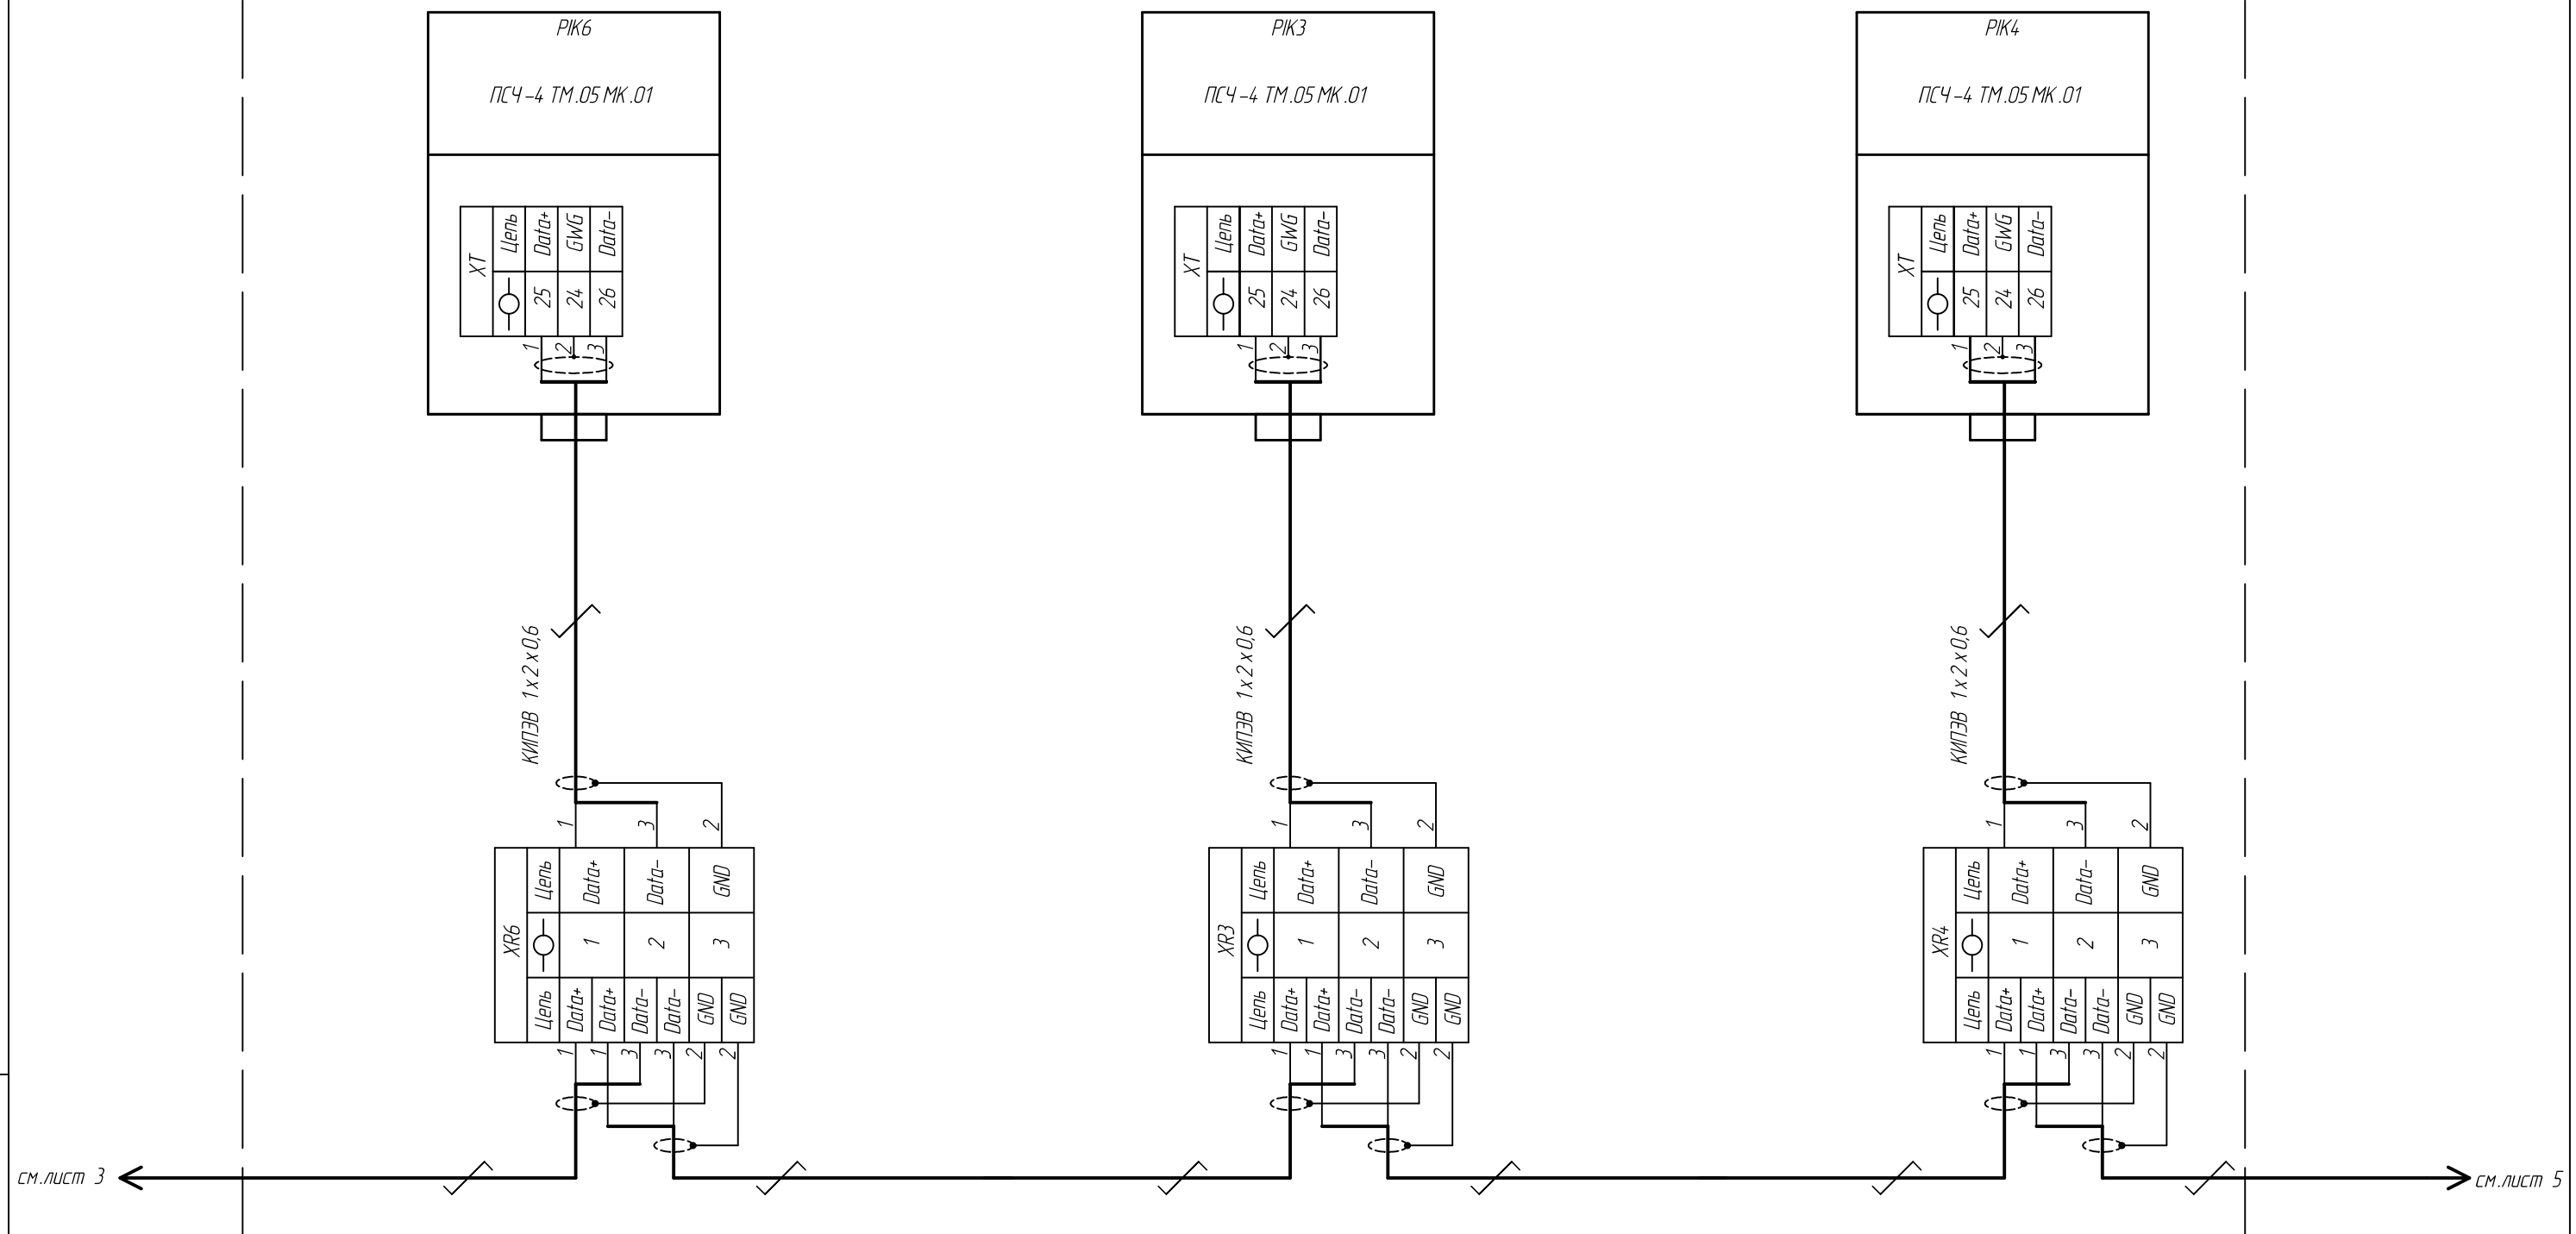 PIK6
ПСЧ-4 ТМ.05 МК.01
XT
Цепь Data+ GWG Data-
25 24 26
1 2 3
КИПЭВ 1х2х0,6
1 3 2
XR6
Цепь Data+ Data- GND
1 2 3
Цепь Data+ Data+ Data- Data- GND GND
1 1 3 3 2 2
PIK3
ПСЧ-4 ТМ.05 МК.01
XT
Цепь Data+ GWG Data-
25 24 26
1 2 3
КИПЭВ 1х2х0,6
1 3 2
XR3
Цепь Data+ Data- GND
1 2 3
Цепь Data+ Data+ Data- Data- GND GND
1 1 3 3 2 2
PIK4
ПСЧ-4 ТМ.05 МК.01
XT
Цепь Data+ GWG Data-
25 24 26
1 2 3
КИПЭВ 1х2х0,6
1 3 2
XR4
Цепь Data+ Data- GND
1 2 3
Цепь Data+ Data+ Data- Data- GND GND
1 1 3 3 2 2
см.лист 3
см.лист 5